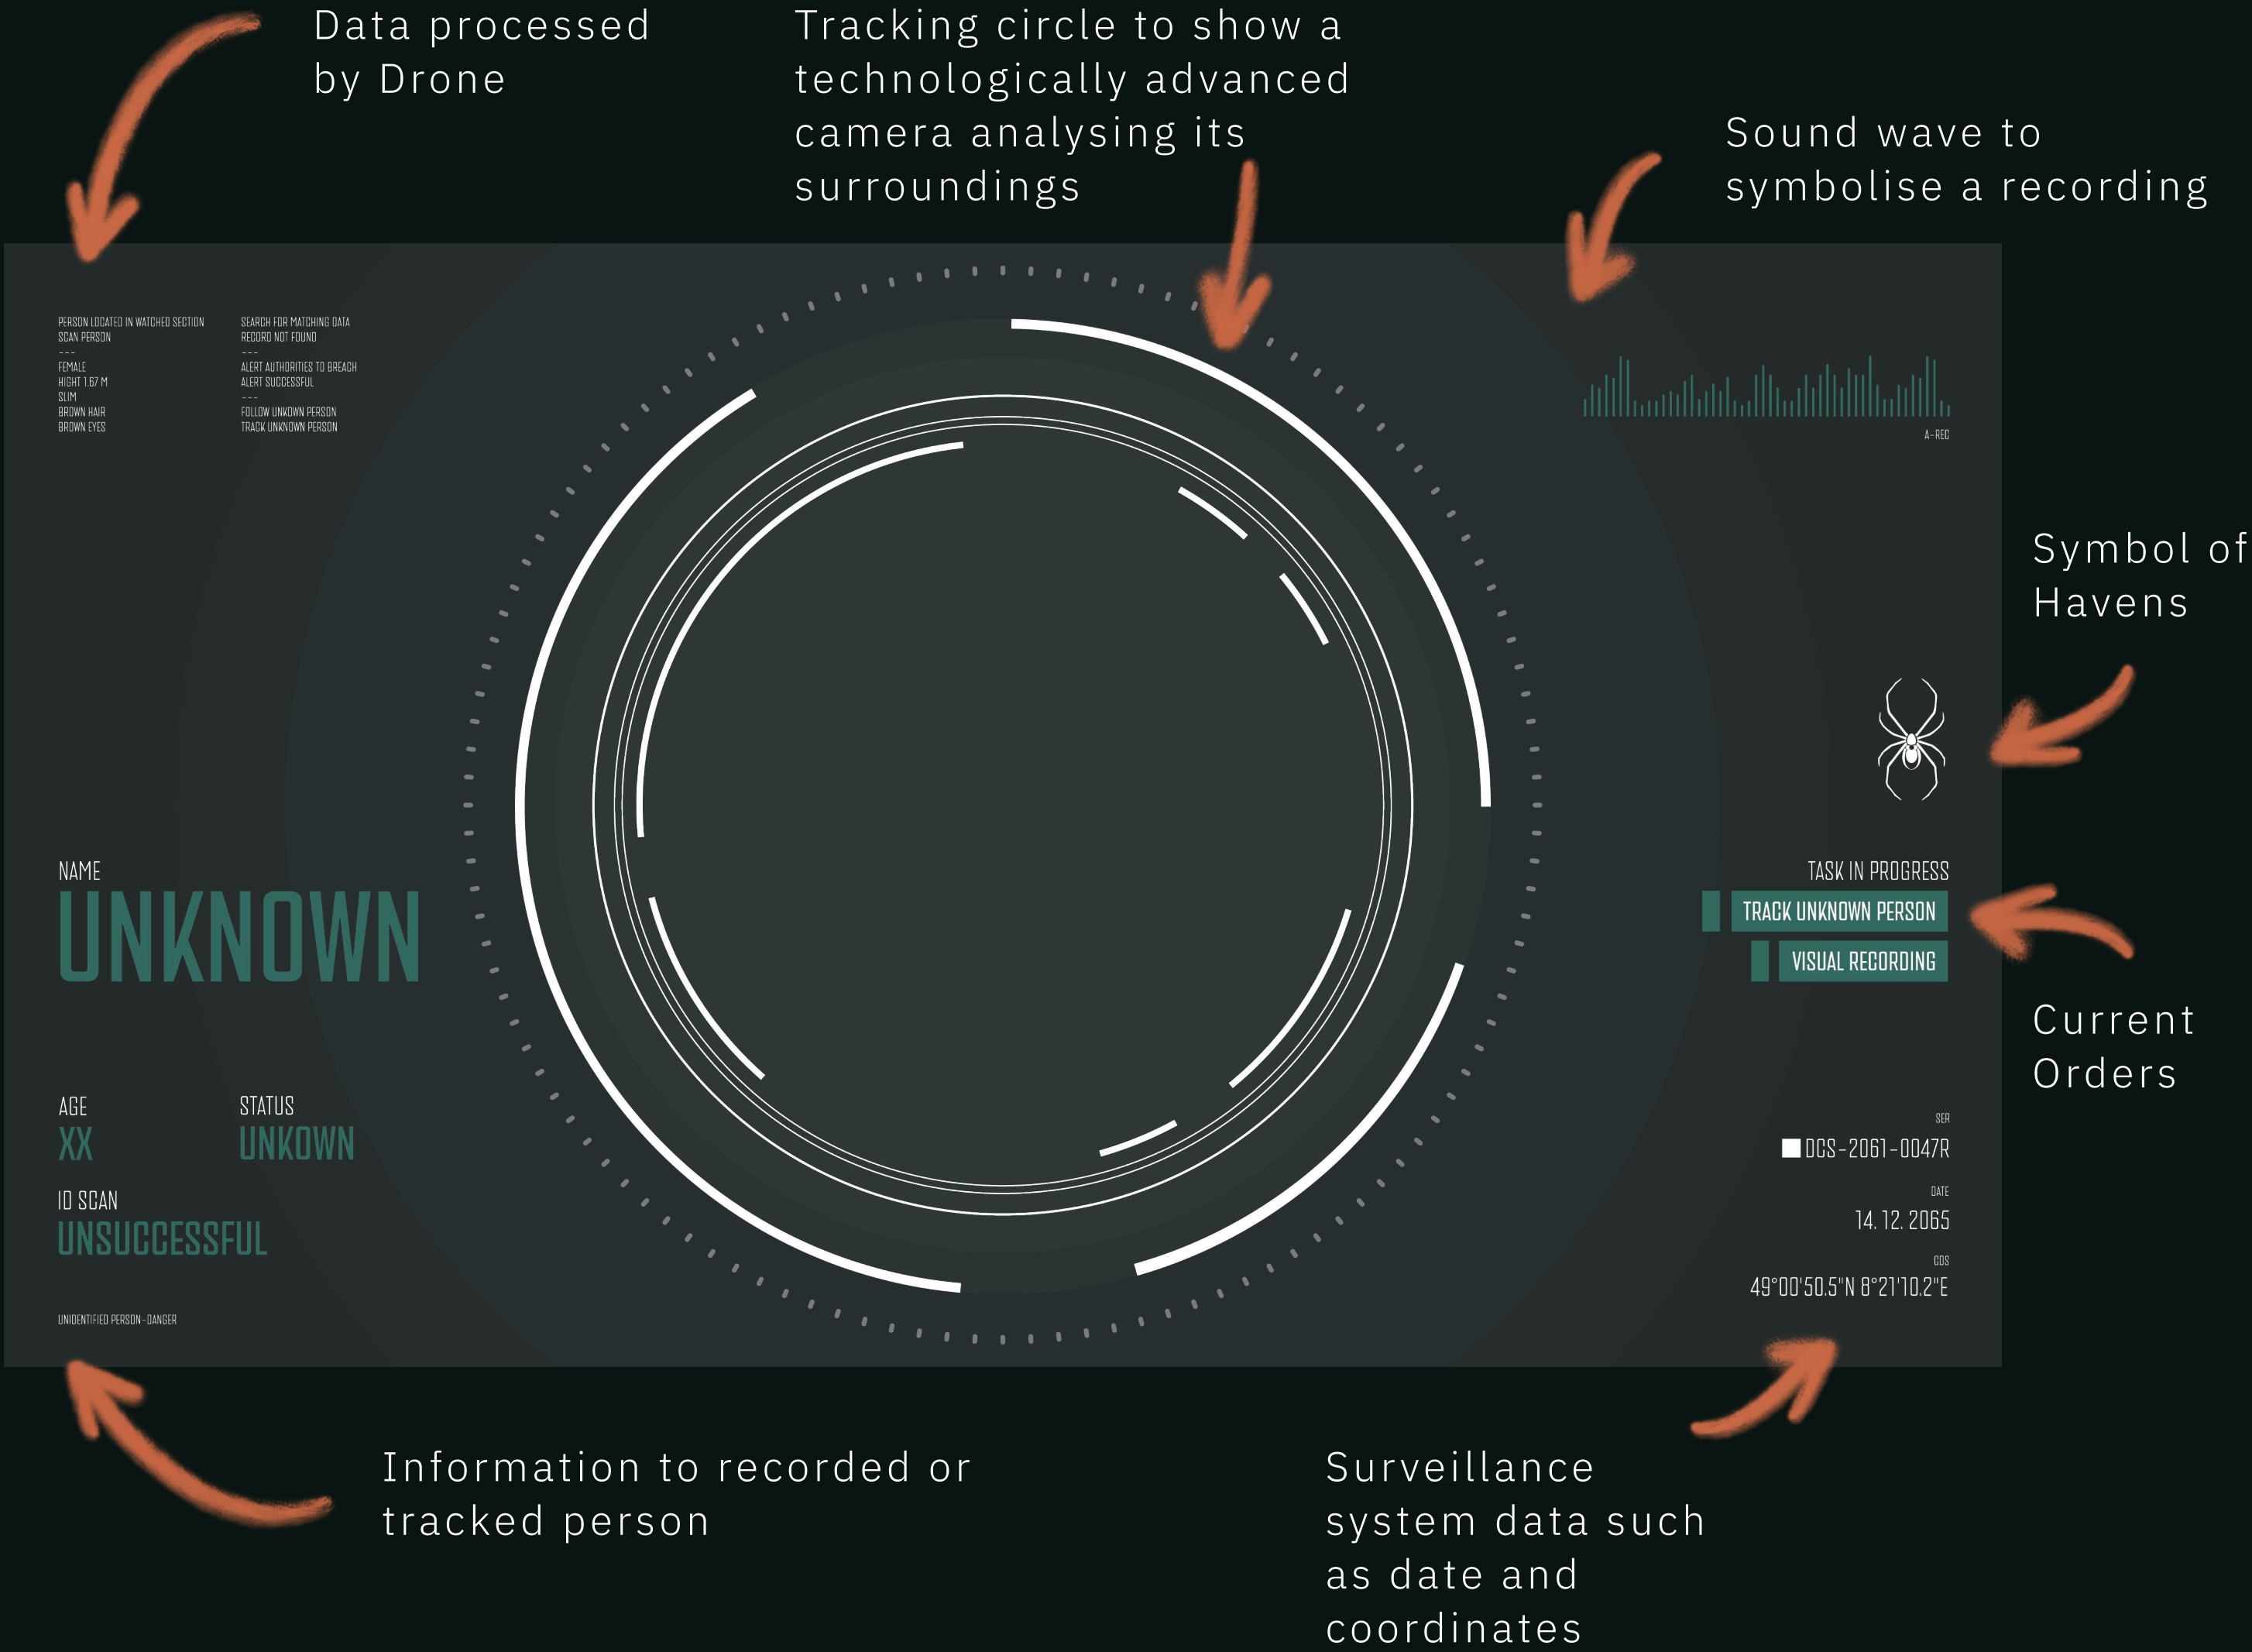 Data processed
by Drone
Tracking circle to show a
technologically advanced
camera analysing its
surroundings
Sound wave to
symbolise a recording
PERSON LOCATED IN WATCHED SECTION
SCAN PERSON
---
FEMALE
HIGHT 1.67 M
SLIM
BROWN HAIR
BROWN EYES
SEARCH FOR MATCHING DATA
RECORD NOT FOUND
---
ALERT AUTHORITIES TO BREACH
ALERT SUCCESSFUL
---
FOLLOW UNKOWN PERSON
TRACK UNKNOWN PERSON
A-REC
Symbol of
Havens
NAME
UNKNOWN
TASK IN PROGRESS
TRACK UNKNOWN PERSON
VISUAL RECORDING
Current
Orders
AGE
XX
STATUS
UNKOWN
ID SCAN
UNSUCCESSFUL
UNIDENTIFIED PERSON-DANGER
SER
DCS-2061-0047R
DATE
14.12.2065
COS
49°00'50.5"N 8°21'10.2"E
Information to recorded or
tracked person
Surveillance
system data such
as date and
coordinates